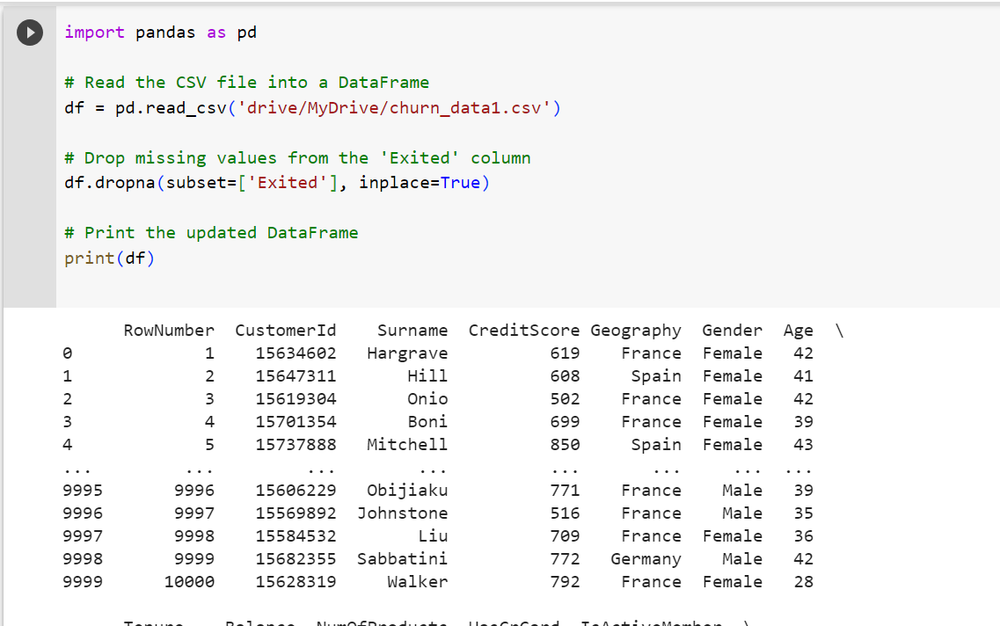 import pandas as pd
# Read the CSV file into a DataFrame
df = pd.read_csv('drive/MyDrive/churn_data1.csv')
# Drop missing values from the 'Exited' column
df.dropna(subset=['Exited'], inplace=True)
# Print the updated DataFrame
print(df)
RowNumber CustomerId Surname CreditScore Geography Gender Age \
0 1 15634602 Hargrave 619 France Female 42
1 2 15647311 Hill 608 Spain Female 41
2 3 15619304 Onio 502 France Female 42
3 4 15701354 Boni 699 France Female 39
4 5 15737888 Mitchell 850 Spain Female 43
... ... ... ... ... ... ... ...
9995 9996 15606229 Obijiaku 771 France Male 39
9996 9997 15569892 Johnstone 516 France Male 35
9997 9998 15584532 Liu 709 France Female 36
9998 9999 15682355 Sabbatini 772 Germany Male 42
9999 10000 15628319 Walker 792 France Female 28
Tenure Balance NumOfProducts HasCrCard IsActiveMember \